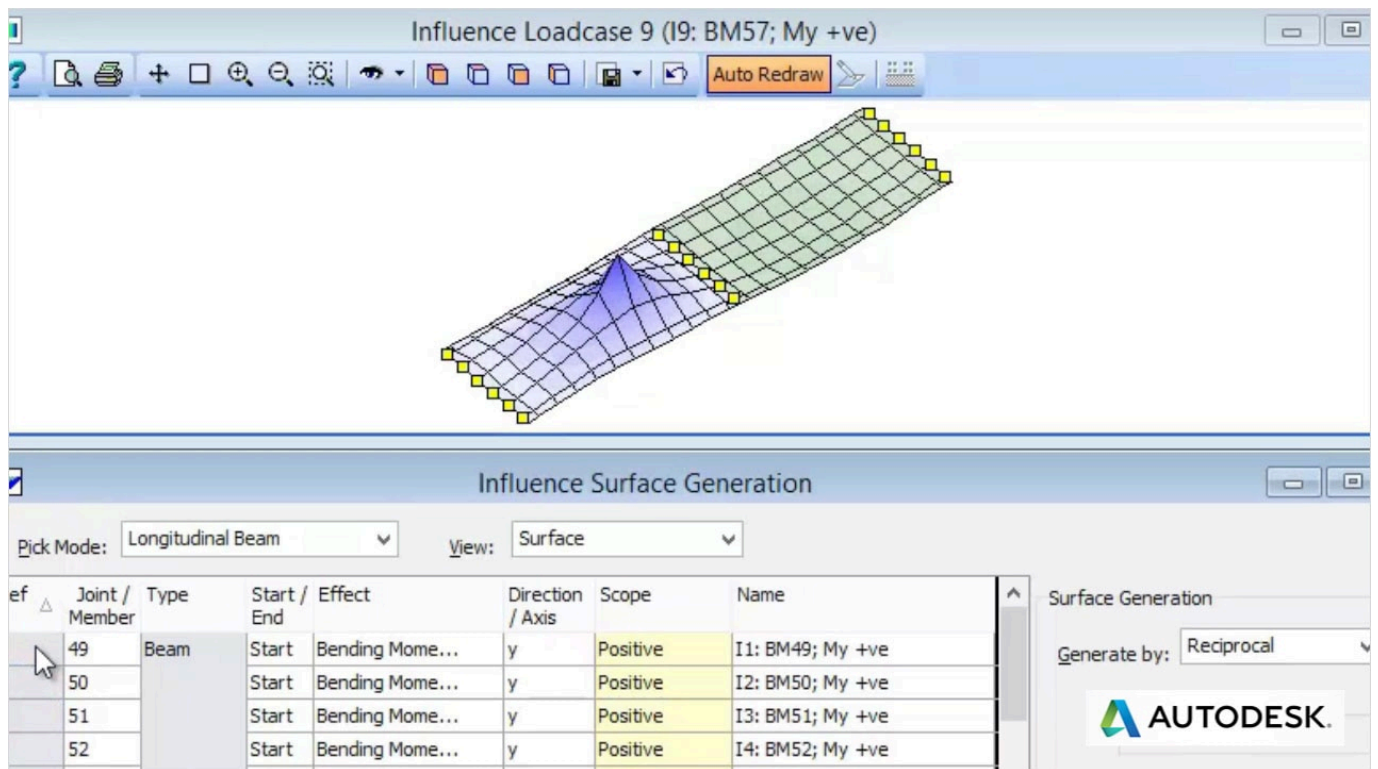 Influence Loadcase 9 (I9: BM57; My +ve)
? Auto Redraw
Influence Surface Generation
Pick Mode: Longitudinal Beam View: Surface
ef Joint / Member Type Start / End Effect Direction / Axis Scope Name
49 Beam Start Bending Mome... y Positive I1: BM49; My +ve
50 Start Bending Mome... y Positive I2: BM50; My +ve
51 Start Bending Mome... y Positive I3: BM51; My +ve
52 Start Bending Mome... y Positive I4: BM52; My +ve
Surface Generation
Generate by: Reciprocal
AUTODESK.